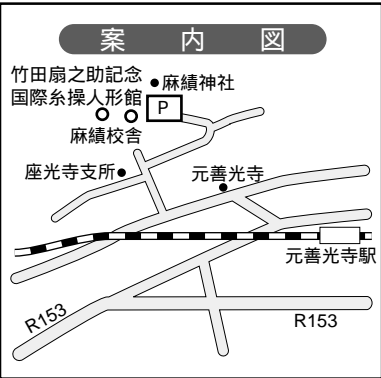 案内図
竹田扇之助記念
国際糸操人形館
麻績神社
P
麻績校舎
座光寺支所
元善光寺
元善光寺駅
R153
R153